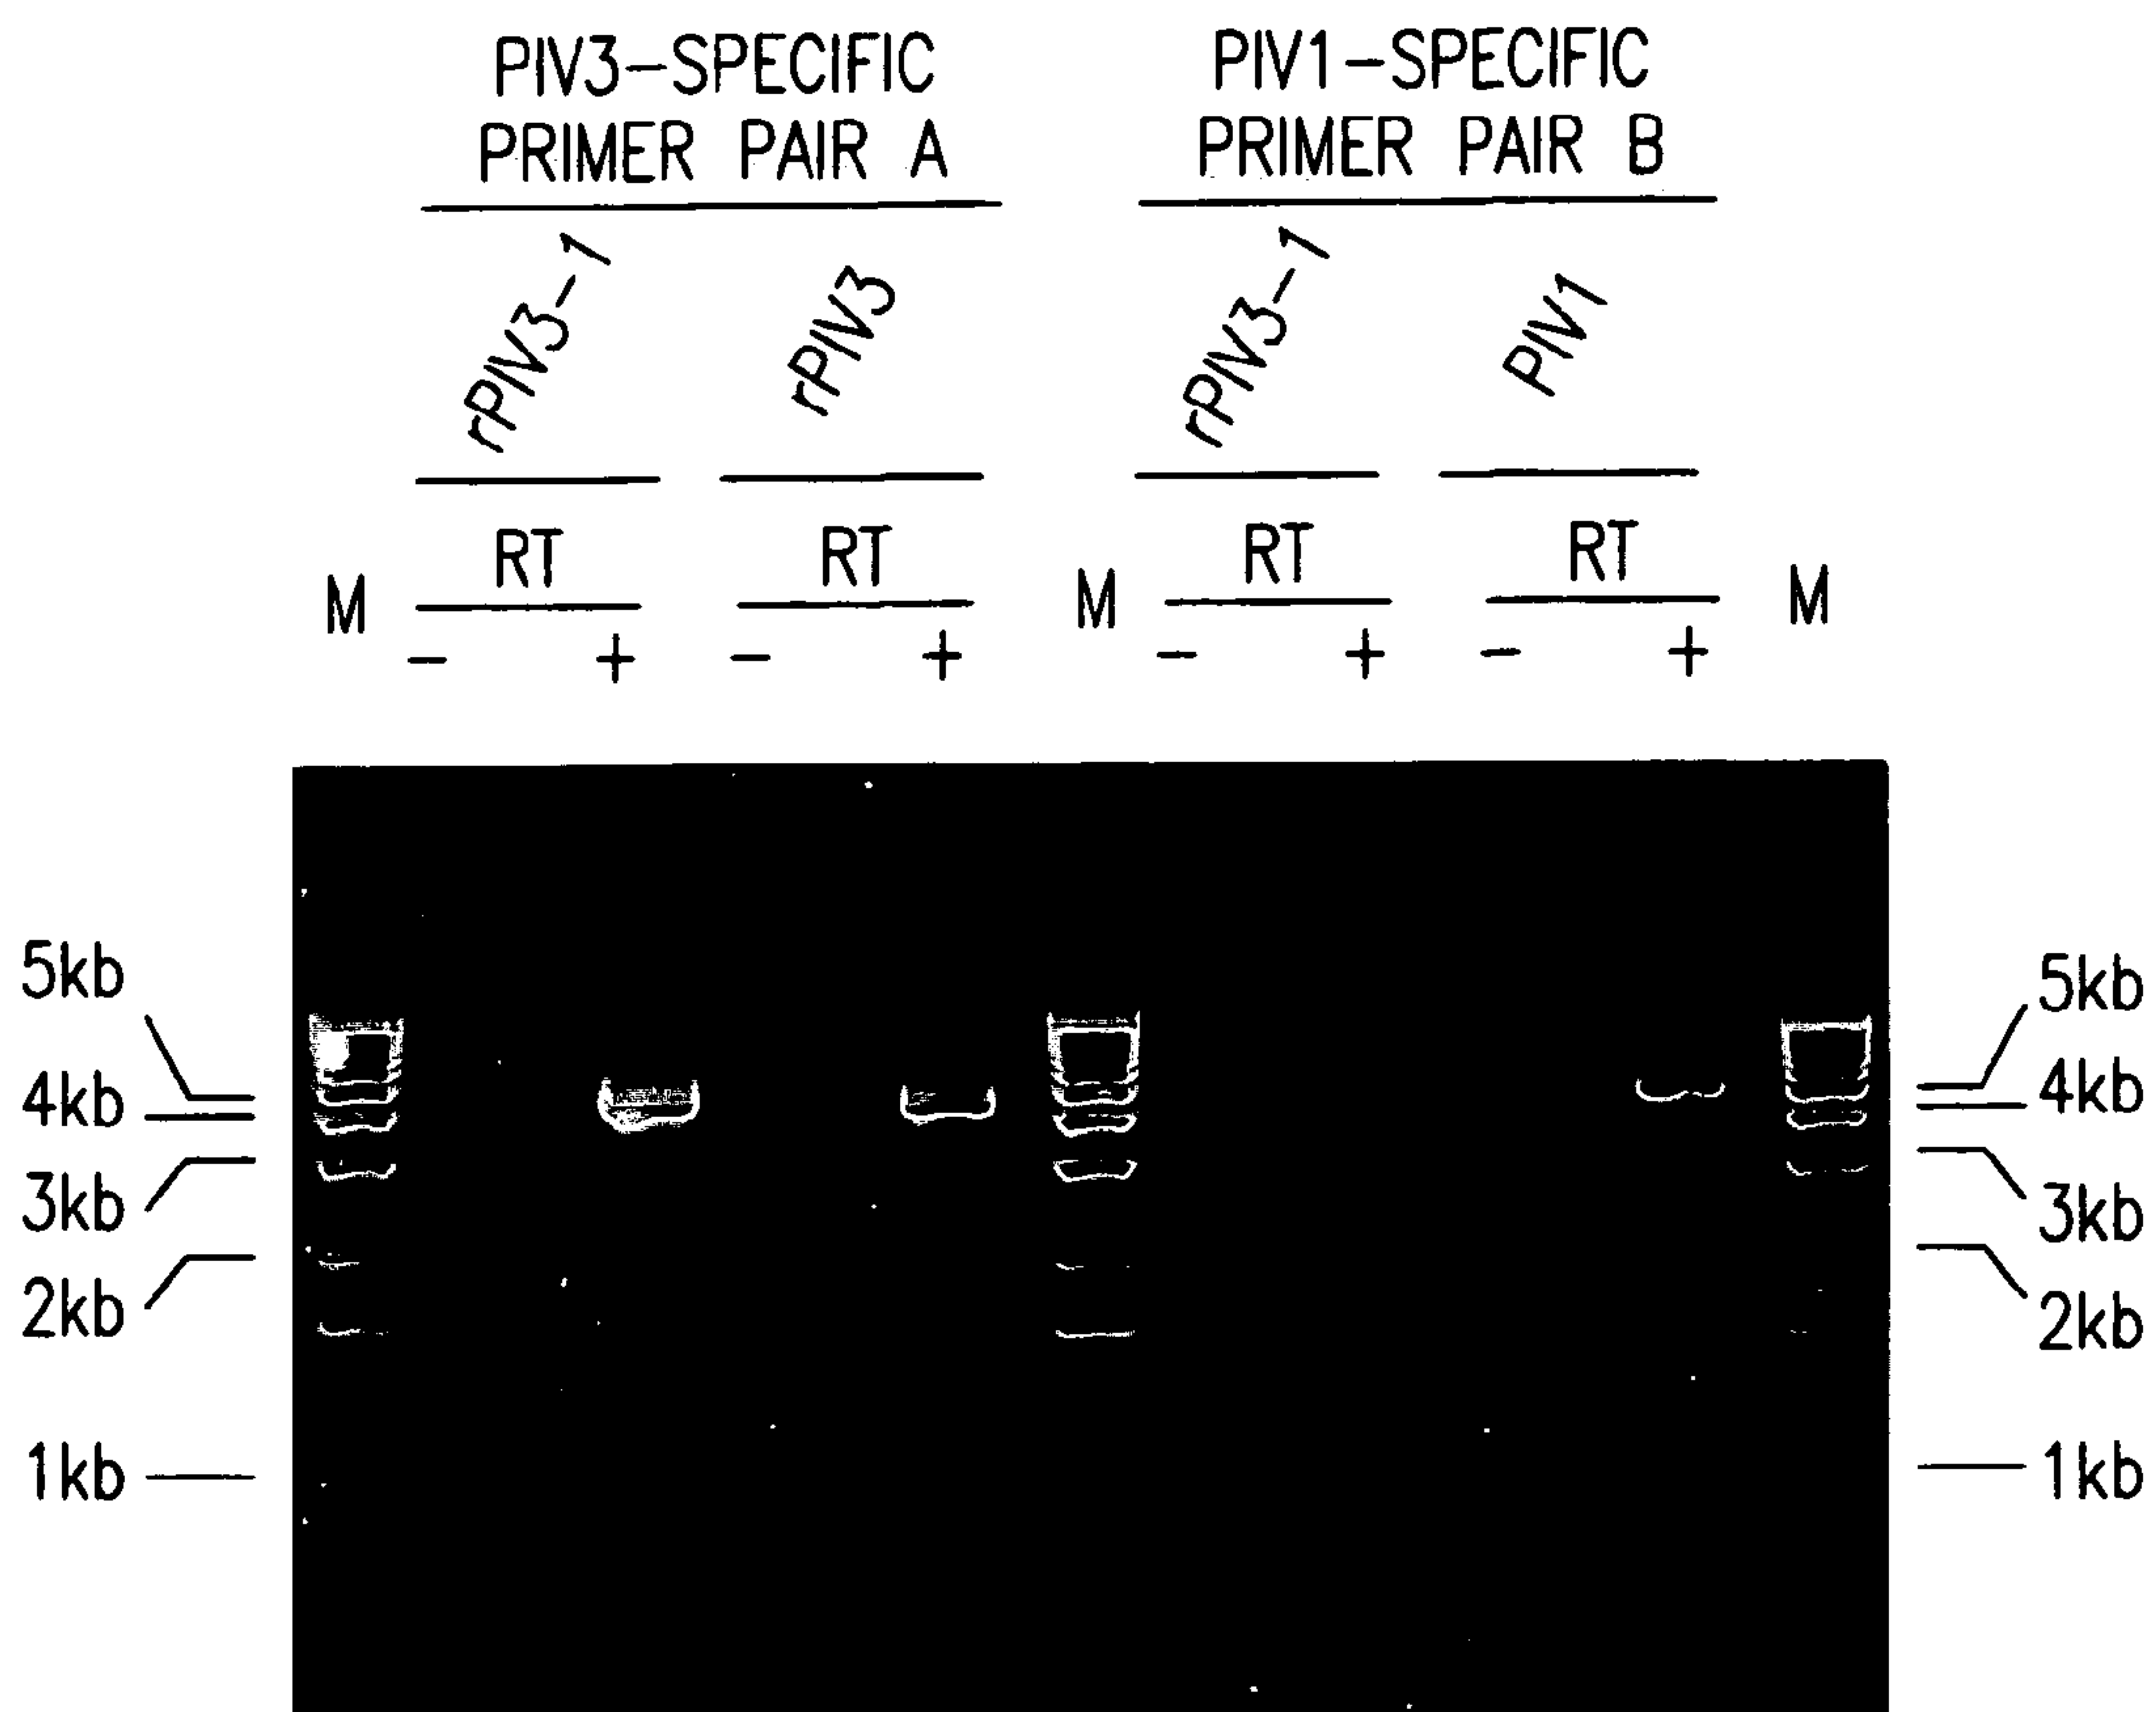 PIV3-SPECIFIC
PRIMER PAIR A
PIV1-SPECIFIC
PRIMER PAIR B
rPIV3-1
rPIV3
rPIV3-1
PIV1
RT
RT
RT
RT
M
M
M
- + - + - + - +
5kb
4kb
3kb
2kb
1kb
5kb
4kb
3kb
2kb
1kb